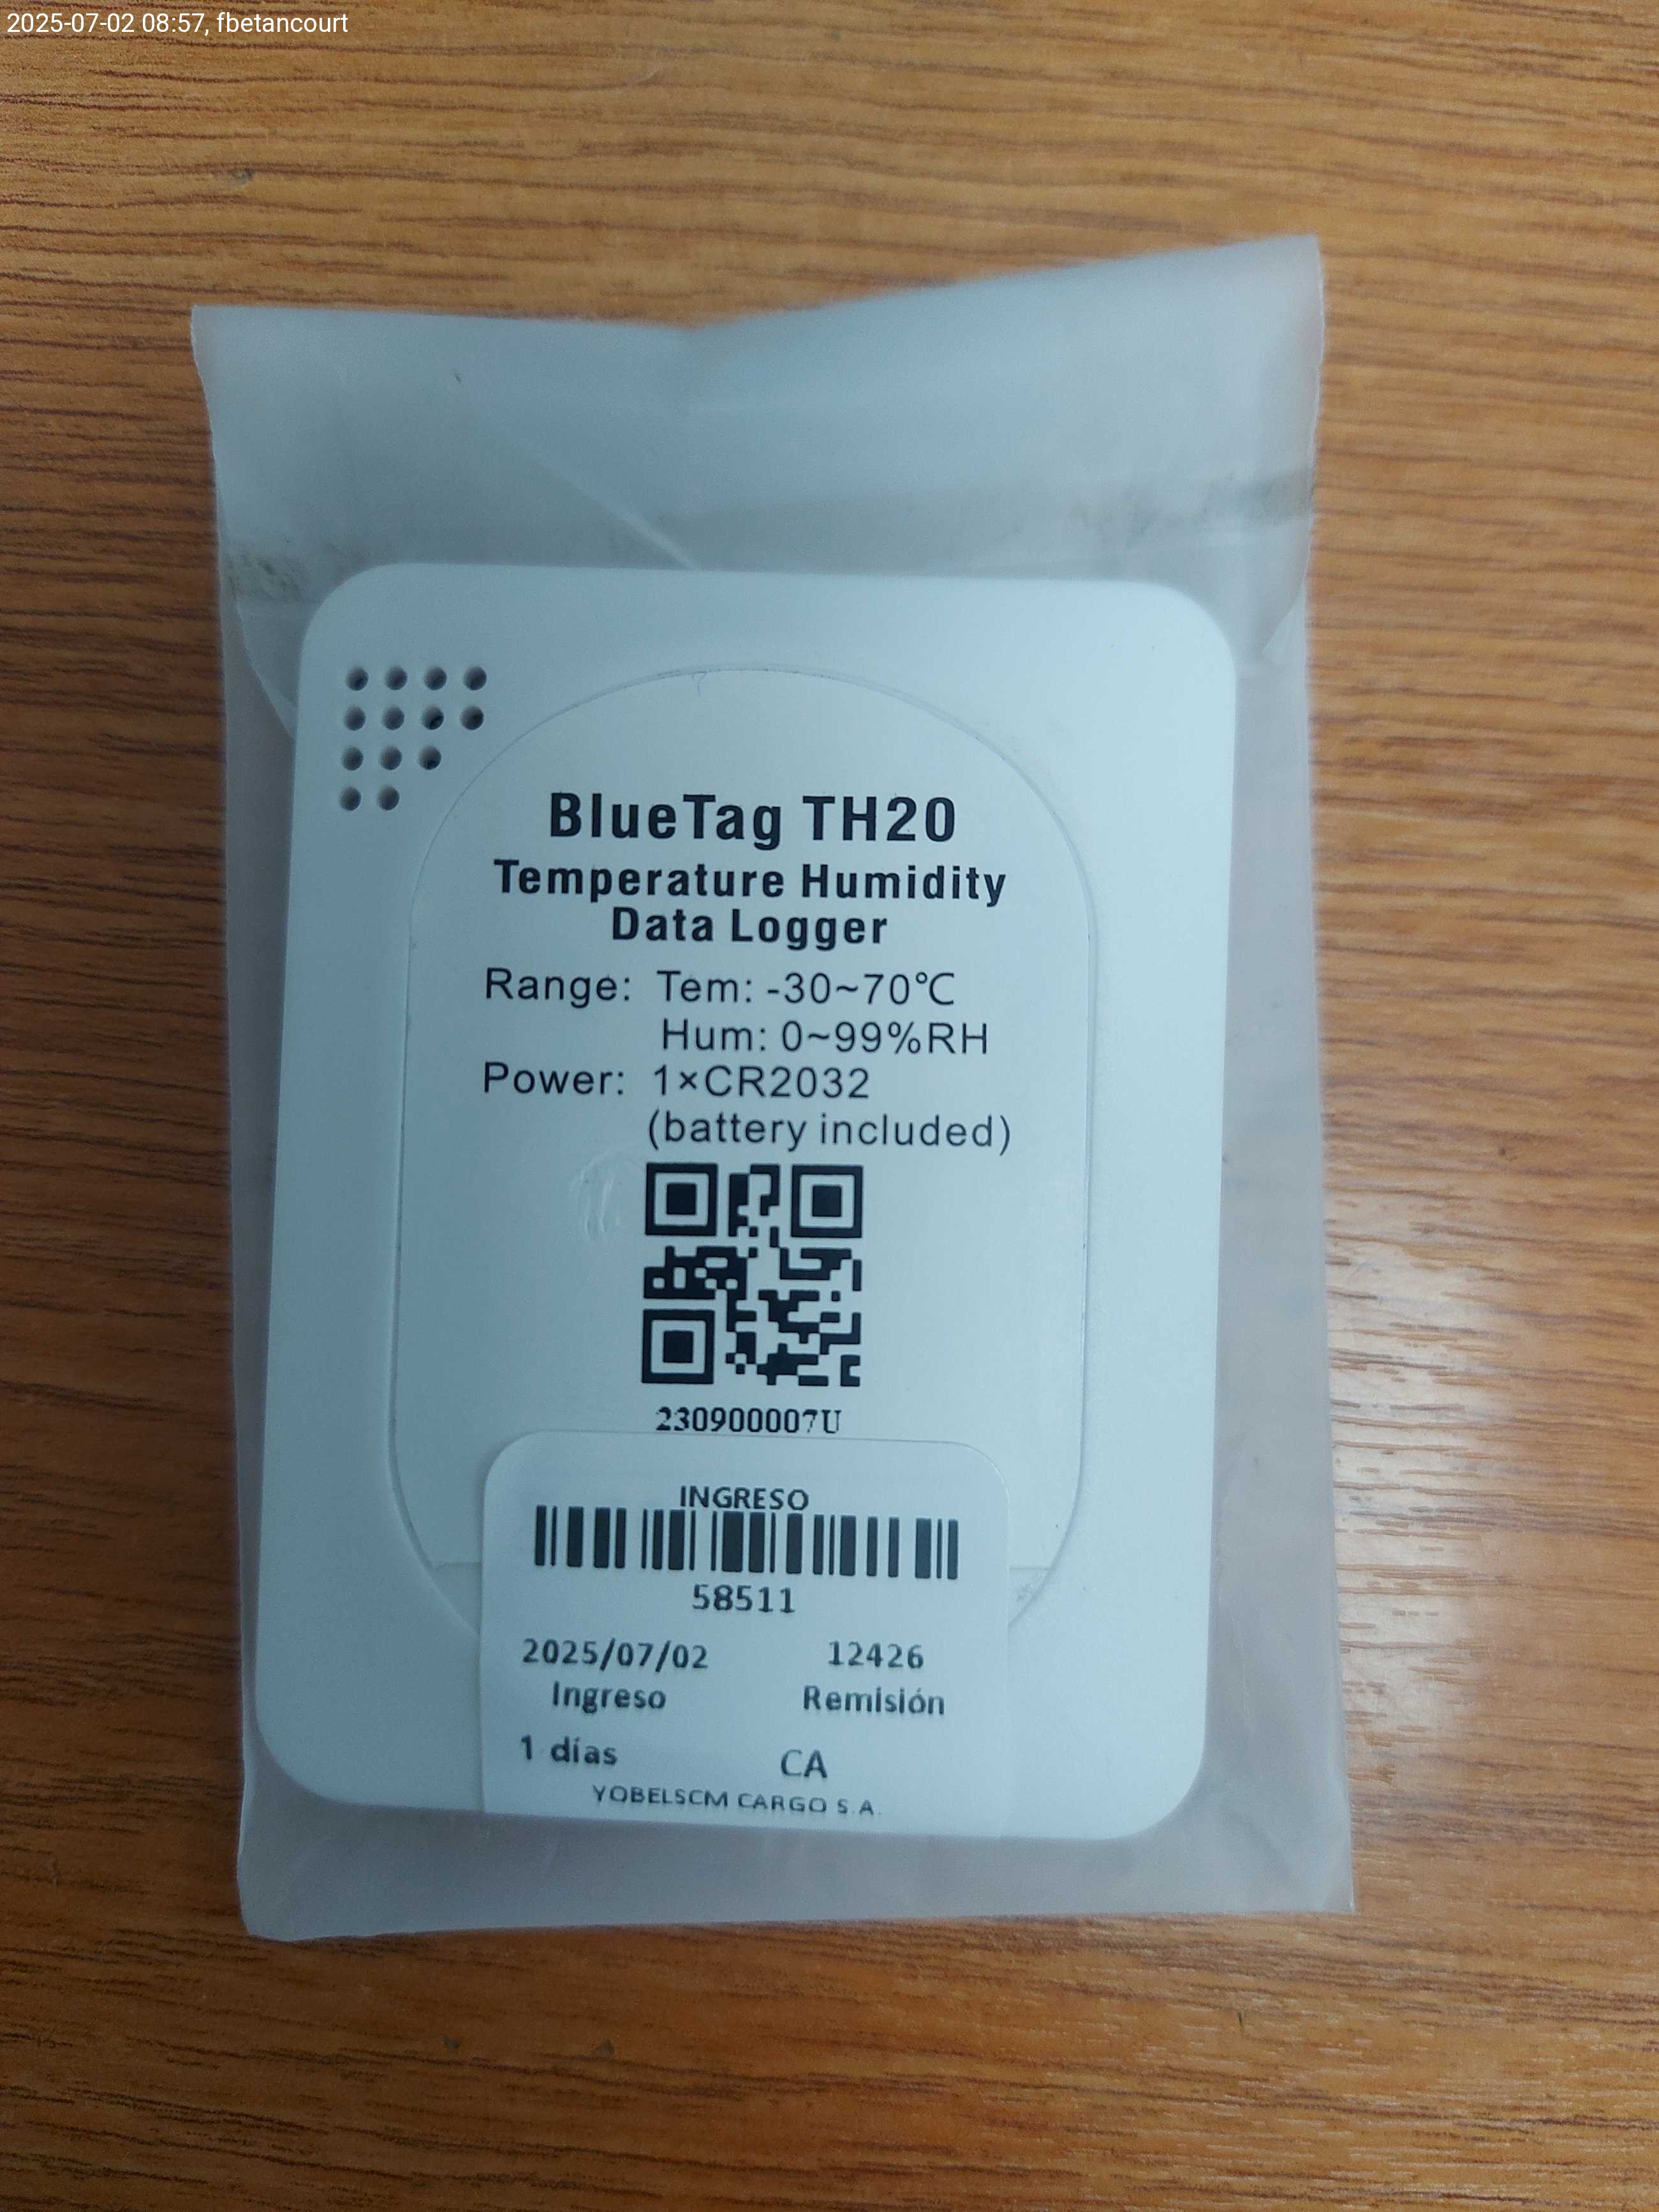 2025-07-02 08:57, fbetancourt
BlueTag TH20
Temperature Humidity
Data Logger
Range: Tem: -30~70℃
Hum: 0~99%RH
Power: 1×CR2032
(battery included)
230900007U
INGRESO
58511
2025/07/02 12426
Ingreso Remisión
1 días CA
YOBELSCM CARGO S.A.